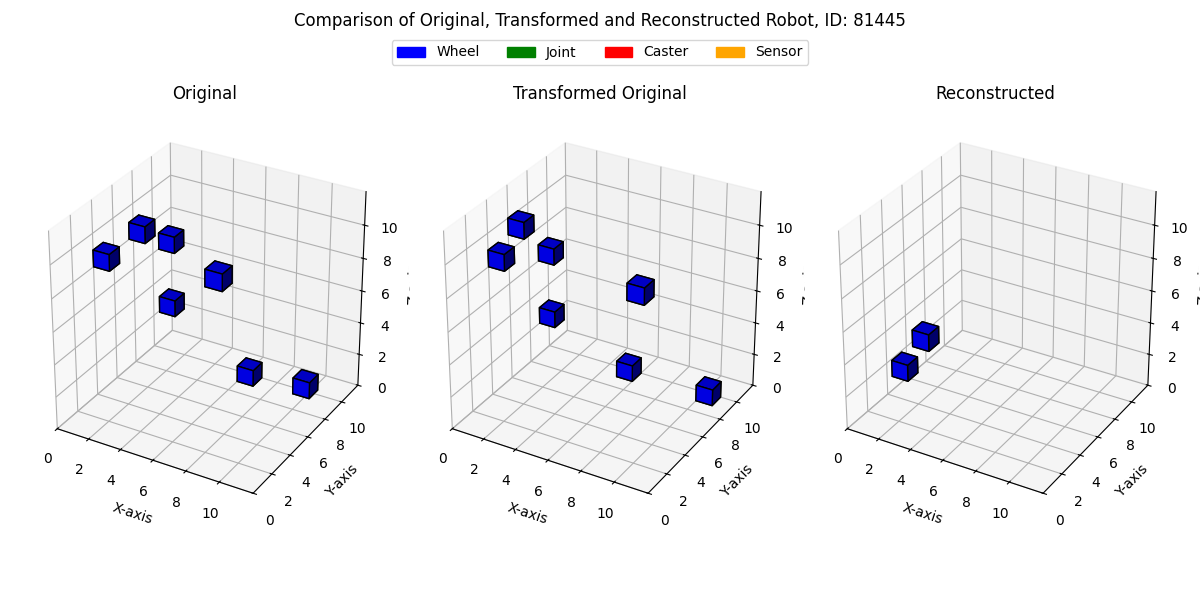 Comparison of Original, Transformed and Reconstructed Robot, ID: 81445
Wheel Joint Caster Sensor
Original
Transformed Original
Reconstructed
0 2 4 6 8 10
X-axis
0 2 4 6 8 10
Y-axis
0 2 4 6 8 10
0 2 4 6 8 10
X-axis
0 2 4 6 8 10
Y-axis
0 2 4 6 8 10
0 2 4 6 8 10
X-axis
0 2 4 6 8 10
Y-axis
0 2 4 6 8 10